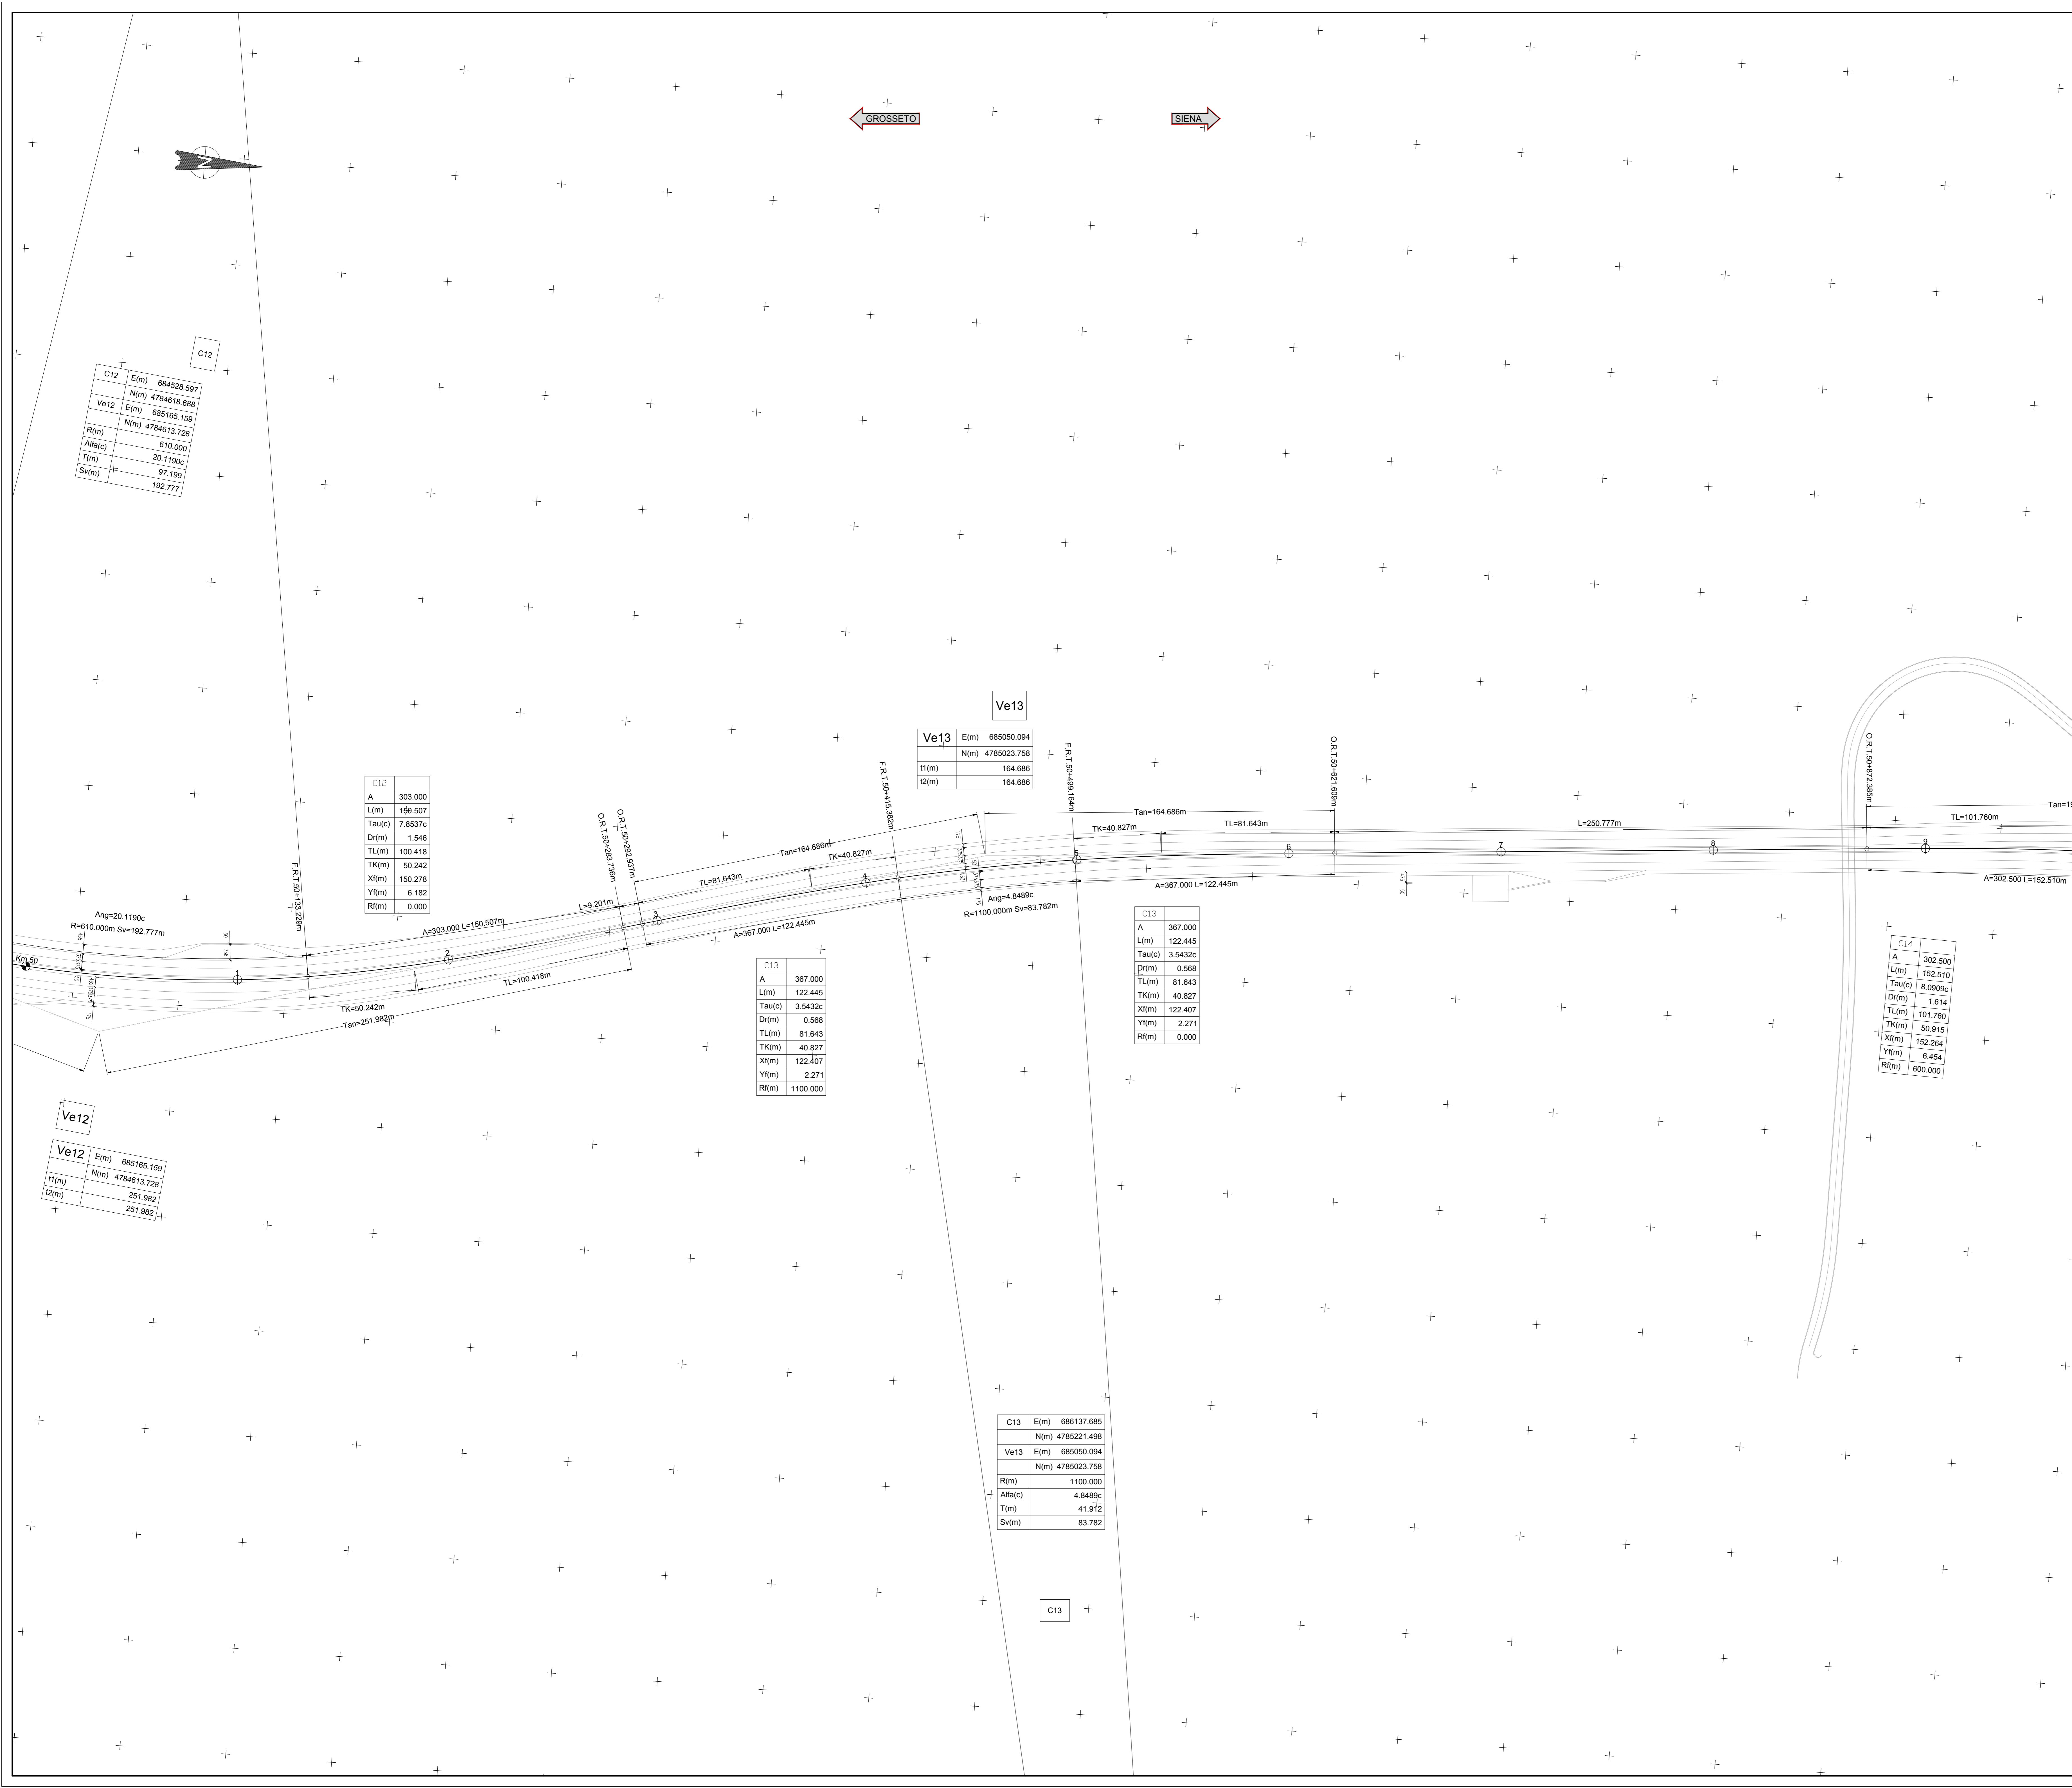 GROSSETO
SIENA
N
C12
C12 E(m) 684528.597
N(m) 4784618.688
Ve12 E(m) 685165.159
N(m) 4784613.728
R(m) 610.000
Alfa(c) 20.1190c
T(m) 97.199
Sv(m) 192.777
Ve13
Ve13 E(m) 685050.094
N(m) 4785023.758
t1(m) 164.686
t2(m) 164.686
C12
A 303.000
L(m) 150.507
Tau(c) 7.8537c
Dr(m) 1.546
TL(m) 100.418
TK(m) 50.242
Xf(m) 150.278
Yf(m) 6.182
Rf(m) 0.000
F.R.T.50+133.229m
O.R.T.50+283.736m
O.R.T.50+292.937m
F.R.T.50+415.382m
F.R.T.50+499.164m
O.R.T.50+621.609m
O.R.T.50+872.385m
Tan=164.686m
TK=40.827m
TL=81.643m
L=9.201m
Tan=164.686m
TK=40.827m
TL=81.643m
L=250.777m
TL=101.760m
Ang=20.1190c
R=610.000m Sv=192.777m
A=303.000 L=150.507m
A=367.000 L=122.445m
Ang=4.8489c
R=1100.000m Sv=83.782m
A=367.000 L=122.445m
A=302.500 L=152.510m
Km 50
1
2
3
4
5
6
7
8
9
TK=50.242m
TL=100.418m
Tan=251.982m
C13
A 367.000
L(m) 122.445
Tau(c) 3.5432c
Dr(m) 0.568
TL(m) 81.643
TK(m) 40.827
Xf(m) 122.407
Yf(m) 2.271
Rf(m) 1100.000
C13
A 367.000
L(m) 122.445
Tau(c) 3.5432c
Dr(m) 0.568
TL(m) 81.643
TK(m) 40.827
Xf(m) 122.407
Yf(m) 2.271
Rf(m) 0.000
C14
A 302.500
L(m) 152.510
Tau(c) 8.0909c
Dr(m) 1.614
TL(m) 101.760
TK(m) 50.915
Xf(m) 152.264
Yf(m) 6.454
Rf(m) 600.000
Ve12
Ve12 E(m) 685165.159
N(m) 4784613.728
t1(m) 251.982
t2(m) 251.982
C13 E(m) 686137.685
N(m) 4785221.498
Ve13 E(m) 685050.094
N(m) 4785023.758
R(m) 1100.000
Alfa(c) 4.8489c
T(m) 41.912
Sv(m) 83.782
C13